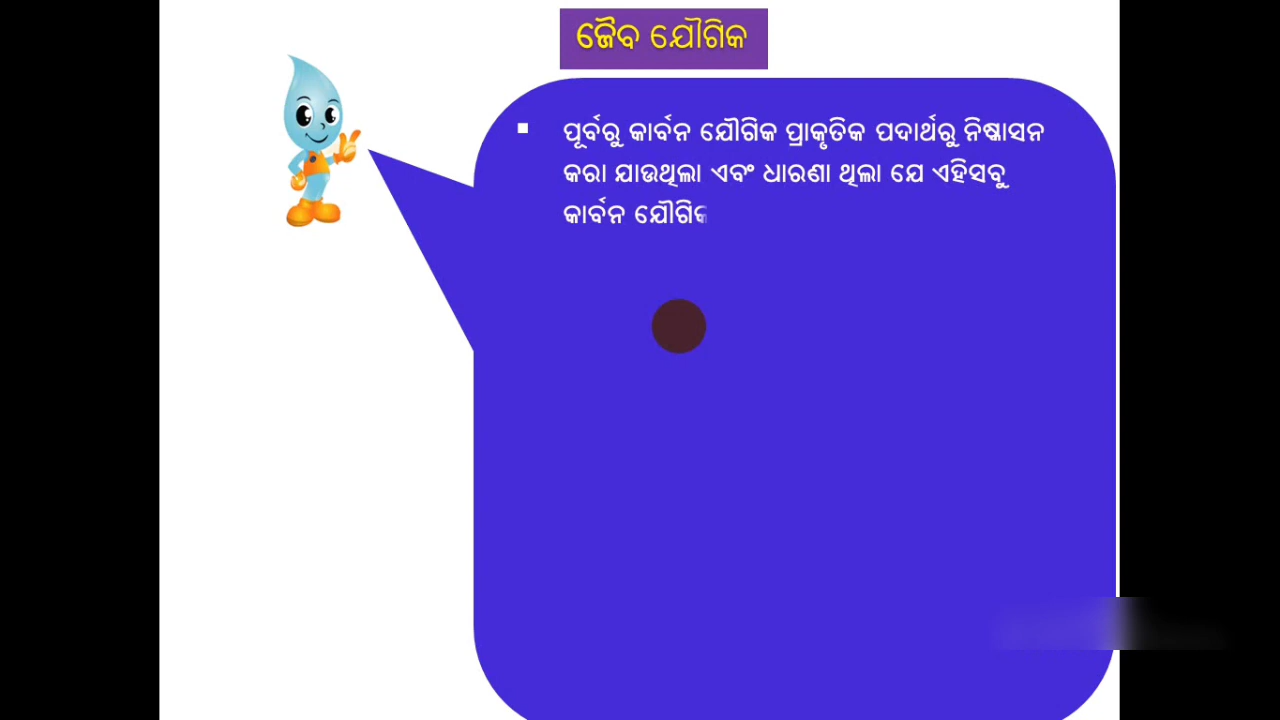 ଜୈବ ଯୌଗିକ
ପୂର୍ବରୁ କାର୍ବନ ଯୌଗିକ ପ୍ରାକୃତିକ ପଦାର୍ଥରୁ ନିଷ୍କାସନ
କରା ଯାଉଥିଲା ଏବଂ ଧାରଣା ଥିଲା ଯେ ଏହିସବୁ
କାର୍ବନ ଯୌଗିକ